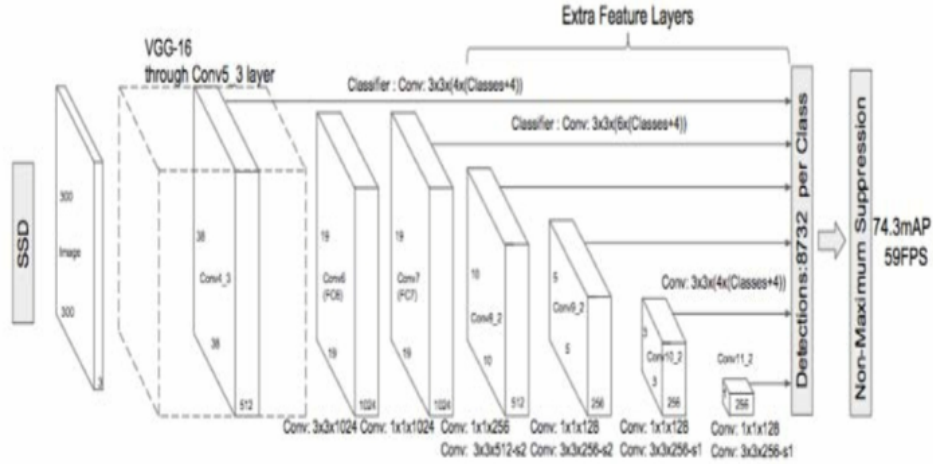 Extra Feature Layers
VGG-16
through Conv5_3 layer
Classifier : Conv: 3x3x(4x(Classes+4))
Classifier : Conv: 3x3x(6x(Classes+4))
SSD
300
Image
300
3
38
Conv4_3
38
512
19
Conv6
(FC6)
19
1024
19
Conv7
(FC7)
19
1024
10
Conv8_2
10
512
5
Conv9_2
5
256
Conv: 3x3x(4x(Classes+4))
3
Conv10_2
3
256
Conv11_2
256
Detections:8732 per Class
Non-Maximum Suppression
74.3mAP
59FPS
Conv: 3x3x1024
Conv: 1x1x1024
Conv: 1x1x256
Conv: 3x3x512-s2
Conv: 1x1x128
Conv: 3x3x256-s2
Conv: 1x1x128
Conv: 3x3x256-s1
Conv: 1x1x128
Conv: 3x3x256-s1